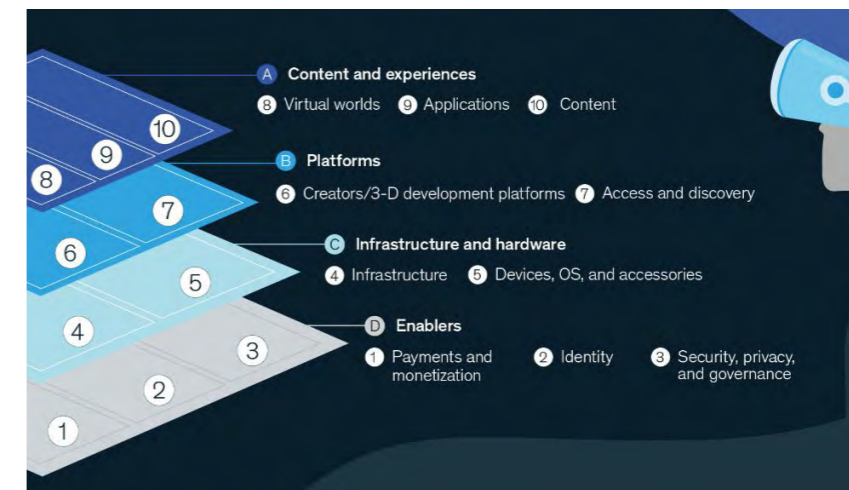 A Content and experiences
8 Virtual worlds 9 Applications 10 Content
10
9
8
B Platforms
6 Creators/3-D development platforms 7 Access and discovery
7
6
C Infrastructure and hardware
4 Infrastructure 5 Devices, OS, and accessories
5
4
D Enablers
1 Payments and monetization 2 Identity 3 Security, privacy, and governance
3
2
1